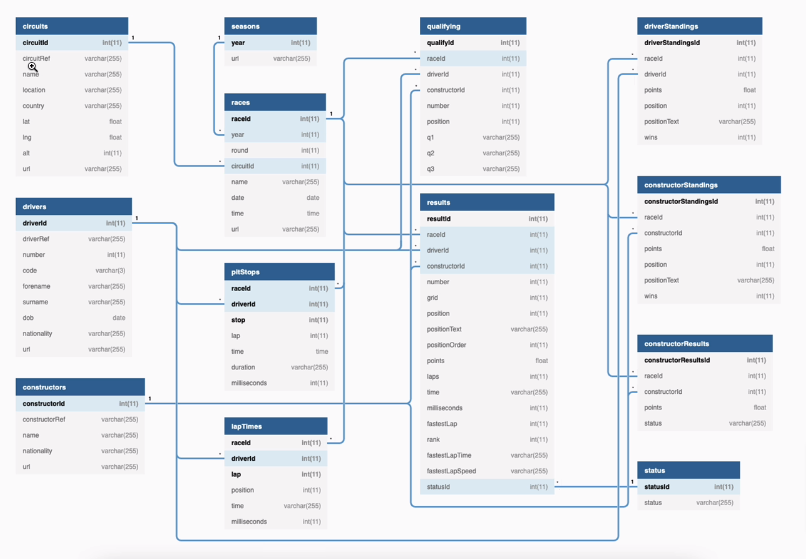 circuits
circuitId int(11)
circuitRef varchar(255)
name varchar(255)
location varchar(255)
country varchar(255)
lat float
lng float
alt int(11)
url varchar(255)
drivers
driverId int(11)
driverRef varchar(255)
number int(11)
code varchar(3)
forename varchar(255)
surname varchar(255)
dob date
nationality varchar(255)
url varchar(255)
constructors
constructorId int(11)
constructorRef varchar(255)
name varchar(255)
nationality varchar(255)
url varchar(255)
seasons
year int(11)
url varchar(255)
races
raceId int(11)
year int(11)
round int(11)
circuitId int(11)
name varchar(255)
date date
time time
url varchar(255)
pitStops
raceId int(11)
driverId int(11)
stop int(11)
lap int(11)
time time
duration varchar(255)
milliseconds int(11)
lapTimes
raceId int(11)
driverId int(11)
lap int(11)
position int(11)
time varchar(255)
milliseconds int(11)
qualifying
qualifyId int(11)
raceId int(11)
driverId int(11)
constructorId int(11)
number int(11)
position int(11)
q1 varchar(255)
q2 varchar(255)
q3 varchar(255)
results
resultId int(11)
raceId int(11)
driverId int(11)
constructorId int(11)
number int(11)
grid int(11)
position int(11)
positionText varchar(255)
positionOrder int(11)
points float
laps int(11)
time varchar(255)
milliseconds int(11)
fastestLap int(11)
rank int(11)
fastestLapTime varchar(255)
fastestLapSpeed varchar(255)
statusId int(11)
driverStandings
driverStandingsId int(11)
raceId int(11)
driverId int(11)
points float
position int(11)
positionText varchar(255)
wins int(11)
constructorStandings
constructorStandingsId int(11)
raceId int(11)
constructorId int(11)
points float
position int(11)
positionText varchar(255)
wins int(11)
constructorResults
constructorResultsId int(11)
raceId int(11)
constructorId int(11)
points float
status varchar(255)
status
statusId int(11)
status varchar(255)
1
1
1
1
1